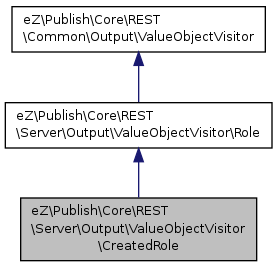 eZ\Publish\Core\REST
\Common\Output\ValueObjectVisitor
eZ\Publish\Core\REST
\Server\Output\ValueObjectVisitor\Role
eZ\Publish\Core\REST
\Server\Output\ValueObjectVisitor
\CreatedRole